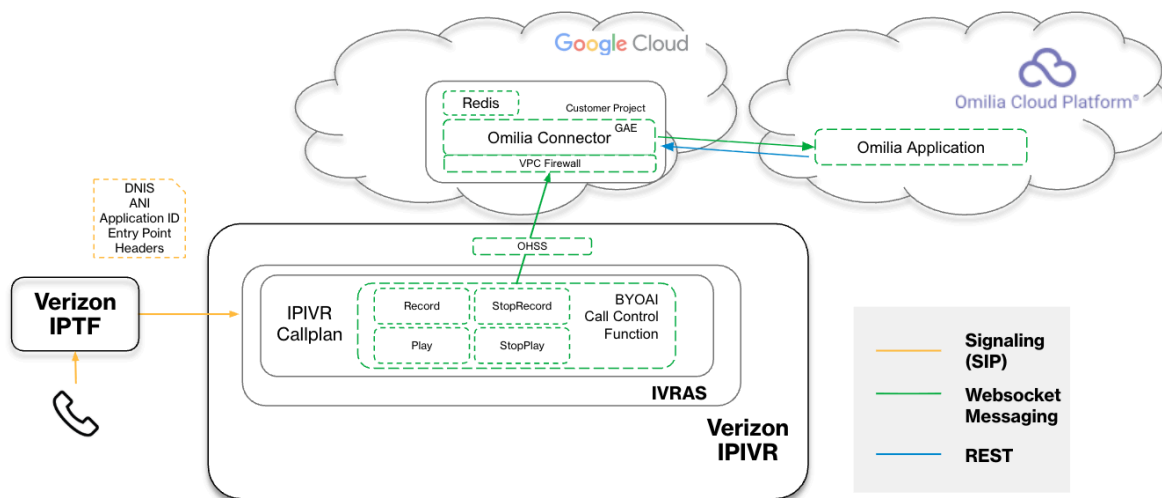 Google Cloud
Omilia Cloud Platform®
Redis
Customer Project
GAE
Omilia Connector
VPC Firewall
Omilia Application
DNIS
ANI
Application ID
Entry Point
Headers
OHSS
Verizon
IPTF
IPIVR
Callplan
Record
StopRecord
Play
StopPlay
BYOAI
Call Control
Function
IVRAS
Verizon
IPIVR
Signaling
(SIP)
Websocket
Messaging
REST